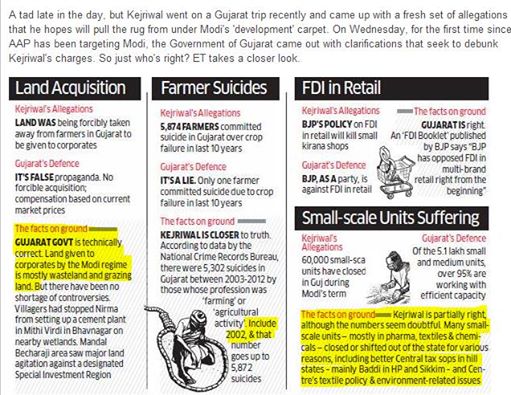 A tad late in the day, but Kejriwal went on a Gujarat trip recently and came up with a fresh set of allegations
that he hopes will pull the rug from under Modi's 'development' carpet. On Wednesday, for the first time since
AAP has been targeting Modi, the Government of Gujarat came out with clarifications that seek to debunk
Kejriwal's charges. So just who's right? ET takes a closer look.
Land Acquisition
Kejriwal's Allegations
LAND WAS being forcibly taken
away from farmers in Gujarat to
be given to corporates
Gujarat's Defence
IT'S FALSE propaganda. No
forcible acquisition;
compensation based on current
market prices
The facts on ground
GUJARAT GOVT is technically
correct. Land given to
corporates by the Modi regime
is mostly wasteland and grazing
land. But there have been no
shortage of controversies.
Villagers had stopped Nirma
from setting up a cement plant
in Mithi Virdi in Bhavnagar on
nearby wetlands. Mandal
Becharaji area saw major land
agitation against a designated
Special Investment Region
Farmer Suicides
Kejriwal's Allegations
5,874 FARMERS committed
suicide in Gujarat over crop
failure in last 10 years
Gujarat's Defence
IT'S A LIE. Only one farmer
committed suicide due to crop
failure in last 10 years
The facts on ground
KEJRIWAL IS CLOSER to truth.
According to data by the
National Crime Records Bureau,
there were 5,302 suicides in
Gujarat between 2003-2012 by
those whose profession was
'farming' or
'agricultural
activity'. Include
2002, & that
number
goes up to
5,872
suicides
FDI in Retail
Kejriwal's Allegations
BJP'S POLICY on FDI
in retail will kill small
kirana shops
Gujarat's Defence
BJP, AS A party, is
against FDI in retail
The facts on ground
GUJARAT IS right.
An 'FDI Booklet' published
by BJP says "BJP
has opposed FDI in
multi-brand
retail right from the
beginning"
Small-scale Units Suffering
Kejriwal's
Allegations
60,000 small-sca
units have closed
in Guj during
Modi's term
Gujarat's Defence
Of the 5.1 lakh small
and medium units,
over 95% are
working with
efficient capacity
The facts on ground Kejriwal is partially right,
although the numbers seem doubtful. Many small-
scale units – mostly in pharma, textiles & chemi-
cals – closed or shifted out of the state for various
reasons, including better Central tax sops in hill
states – mainly Baddi in HP and Sikkim – and Cen-
tre's textile policy & environment-related issues